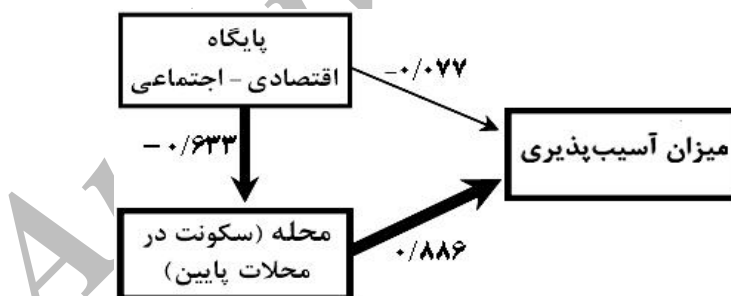 پایگاه
اقتصادی - اجتماعی
-۰/۰۷۷
-۰/۶۳۳
میزان آسیب‌پذیری
محله (سکونت در
محلات پایین)
۰/۸۸۶